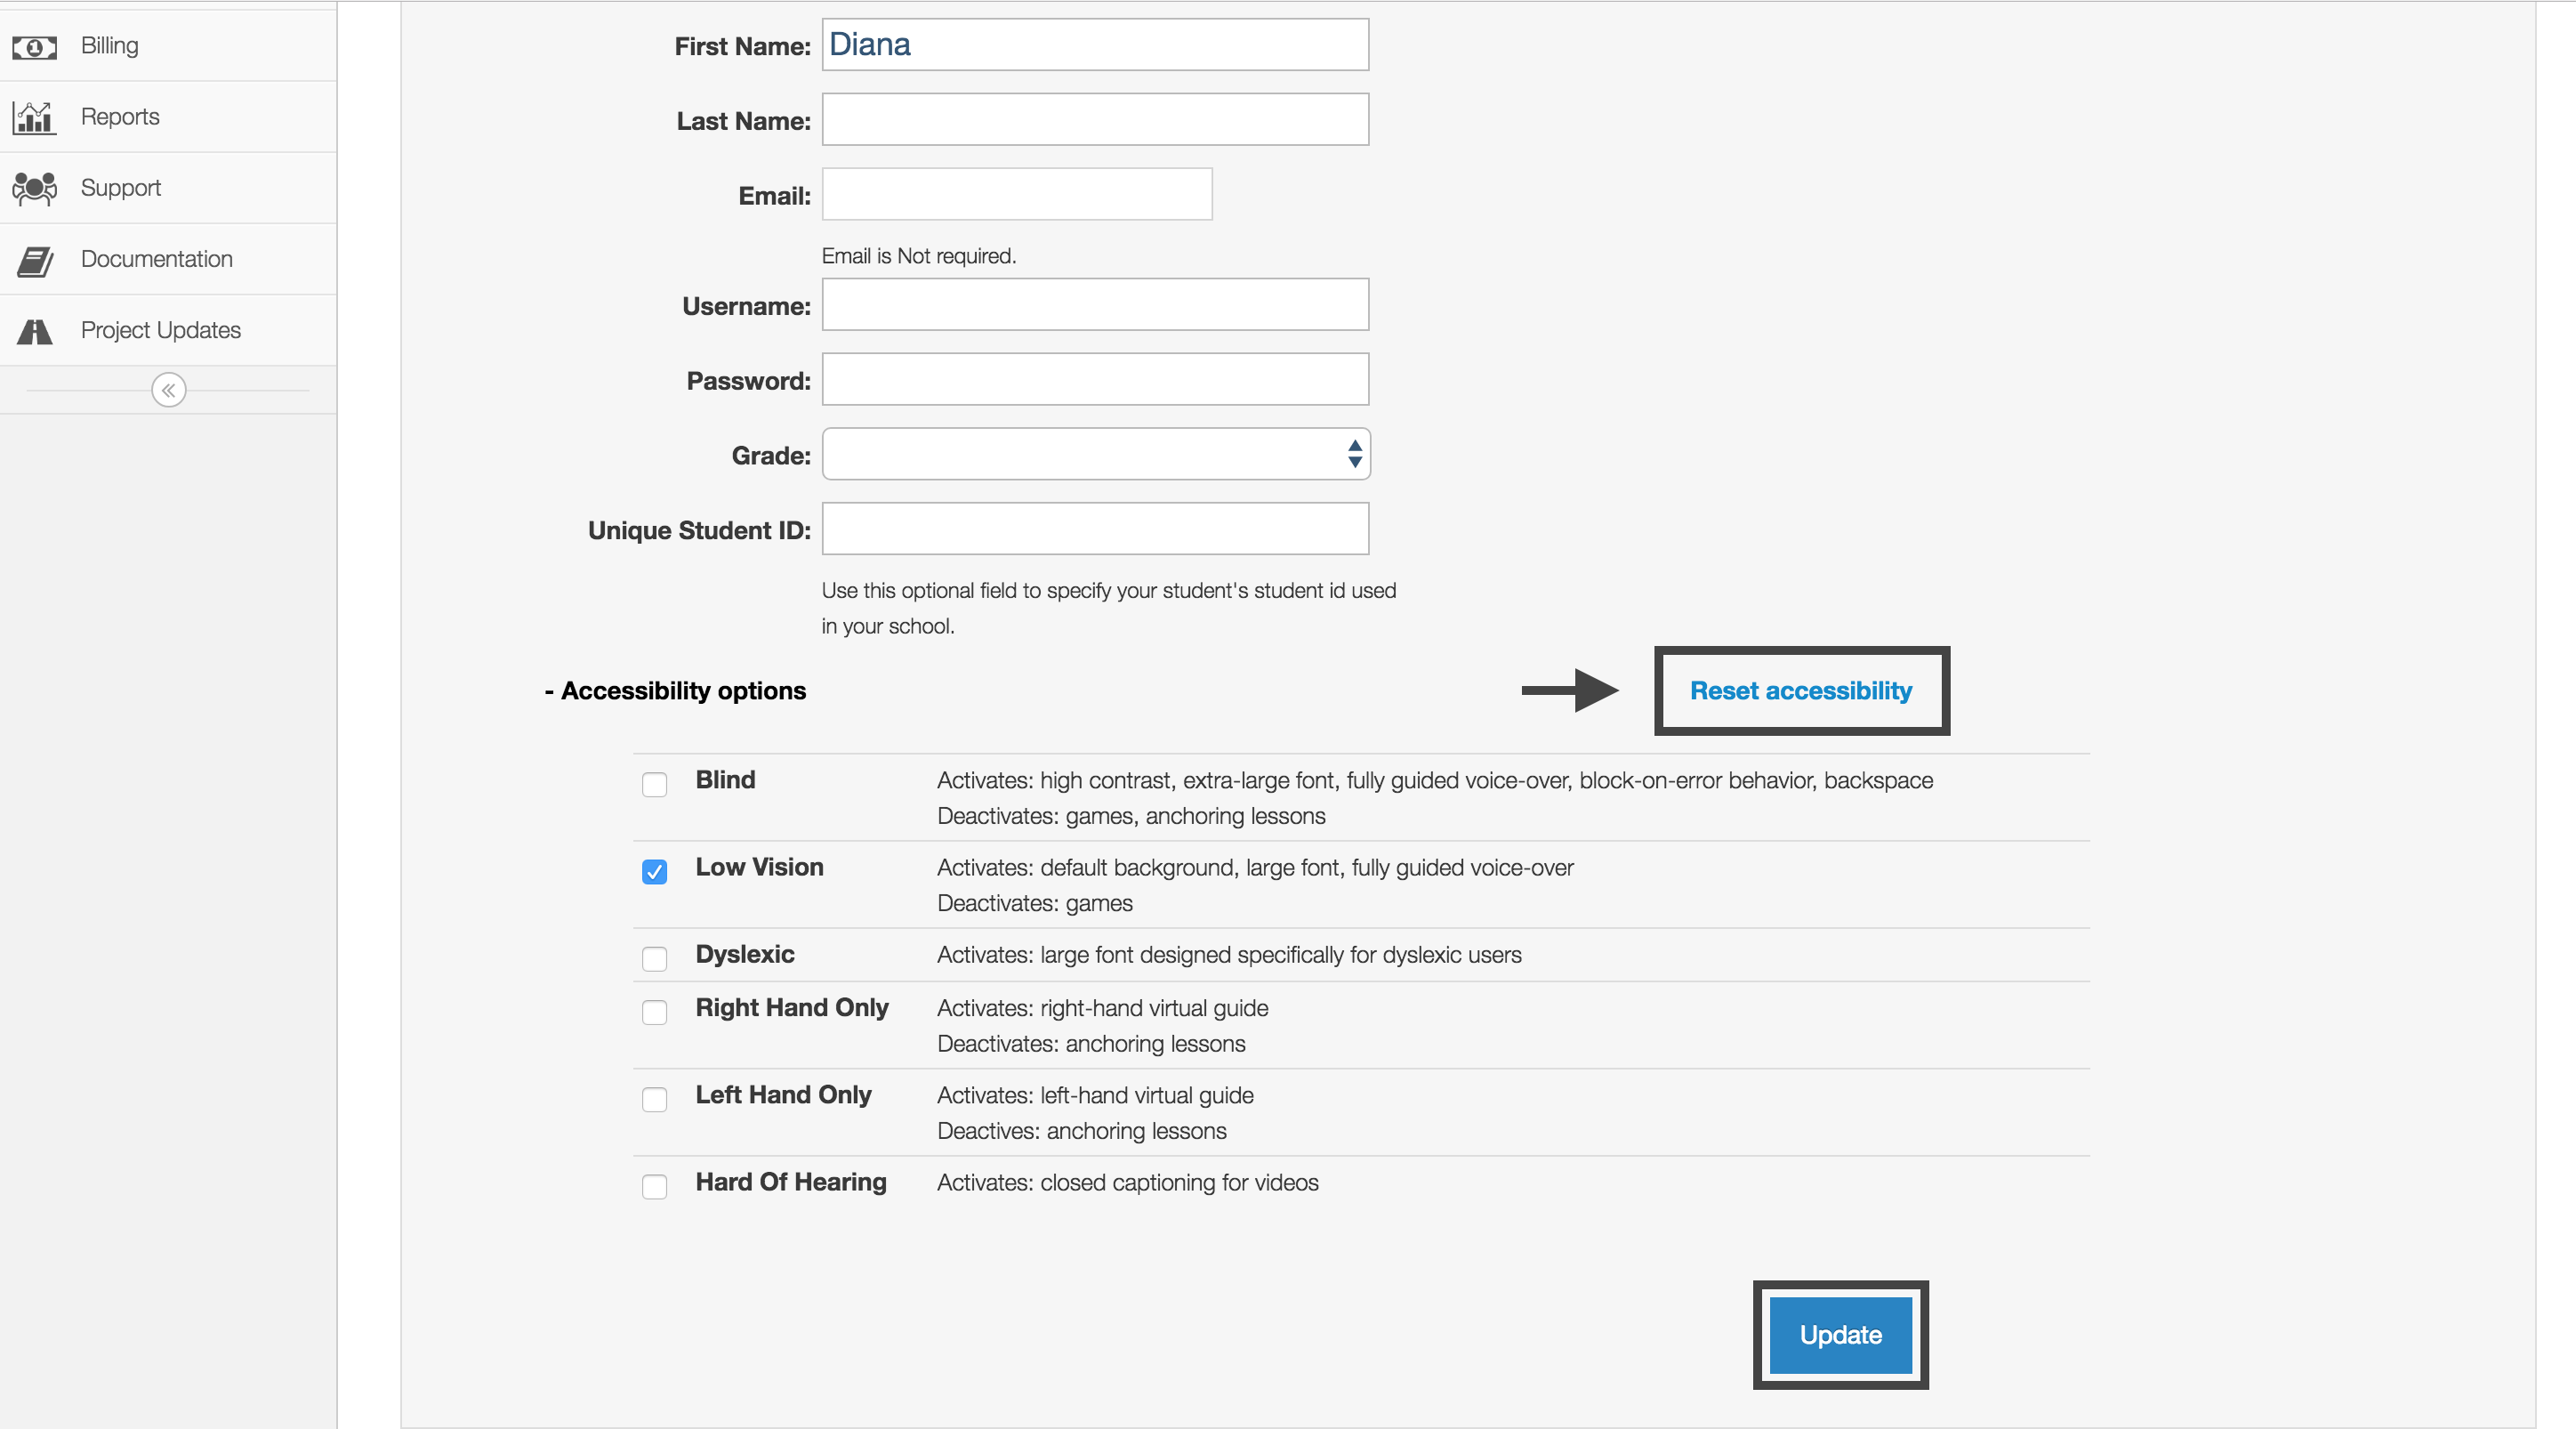 Billing
Reports
Support
Documentation
Project Updates
First Name: Diana
Last Name:
Email:
Email is Not required.
Username:
Password:
Grade:
Unique Student ID:
Use this optional field to specify your student's student id used
in your school.
- Accessibility options
Reset accessibility
Blind Activates: high contrast, extra-large font, fully guided voice-over, block-on-error behavior, backspace
Deactivates: games, anchoring lessons
Low Vision Activates: default background, large font, fully guided voice-over
Deactivates: games
Dyslexic Activates: large font designed specifically for dyslexic users
Right Hand Only Activates: right-hand virtual guide
Deactivates: anchoring lessons
Left Hand Only Activates: left-hand virtual guide
Deactives: anchoring lessons
Hard Of Hearing Activates: closed captioning for videos
Update